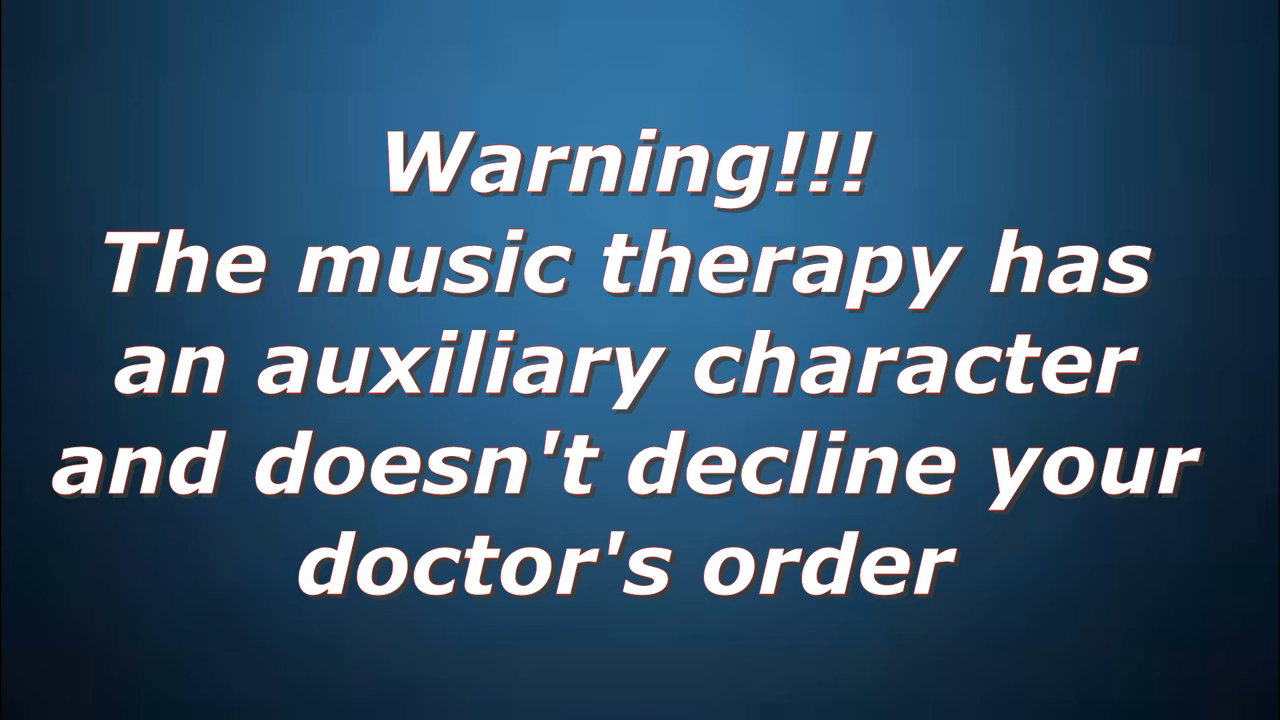 Warning!!!
The music therapy has
an auxiliary character
and doesn't decline your
doctor's order